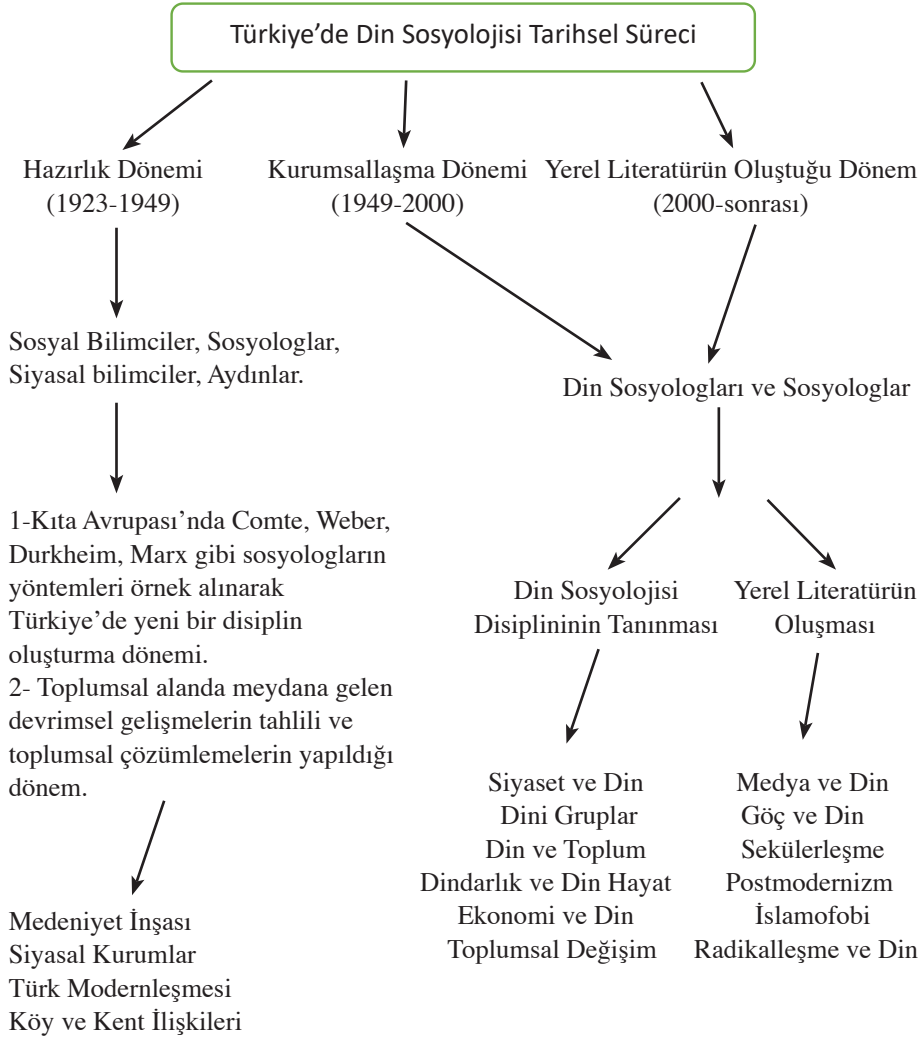 Türkiye’de Din Sosyolojisi Tarihsel Süreci
Hazırlık Dönemi
(1923-1949)
Kurumsallaşma Dönemi
(1949-2000)
Yerel Literatürün Oluştuğu Dönem
(2000-sonrası)
Sosyal Bilimciler, Sosyologlar,
Siyasal bilimciler, Aydınlar.
Din Sosyologları ve Sosyologlar
1-Kıta Avrupası’nda Comte, Weber,
Durkheim, Marx gibi sosyologların
yöntemleri örnek alınarak
Türkiye’de yeni bir disiplin
oluşturma dönemi.
2- Toplumsal alanda meydana gelen
devrimsel gelişmelerin tahlili ve
toplumsal çözümlemelerin yapıldığı
dönem.
Din Sosyolojisi
Disiplininin Tanınması
Yerel Literatürün
Oluşması
Medeniyet İnşası
Siyasal Kurumlar
Türk Modernleşmesi
Köy ve Kent İlişkileri
Siyaset ve Din
Dini Gruplar
Din ve Toplum
Dindarlık ve Din Hayat
Ekonomi ve Din
Toplumsal Değişim
Medya ve Din
Göç ve Din
Sekülerleşme
Postmodernizm
İslamofobi
Radikalleşme ve Din